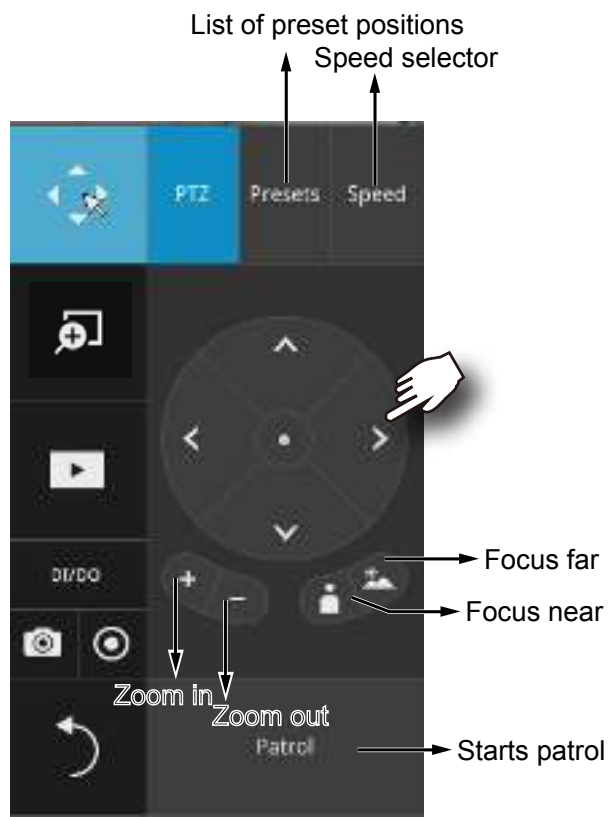 List of preset positions
Speed selector
PTZ
Presets
Speed
DI/DO
Focus far
Focus near
Zoom in
Zoom out
Patrol
Starts patrol